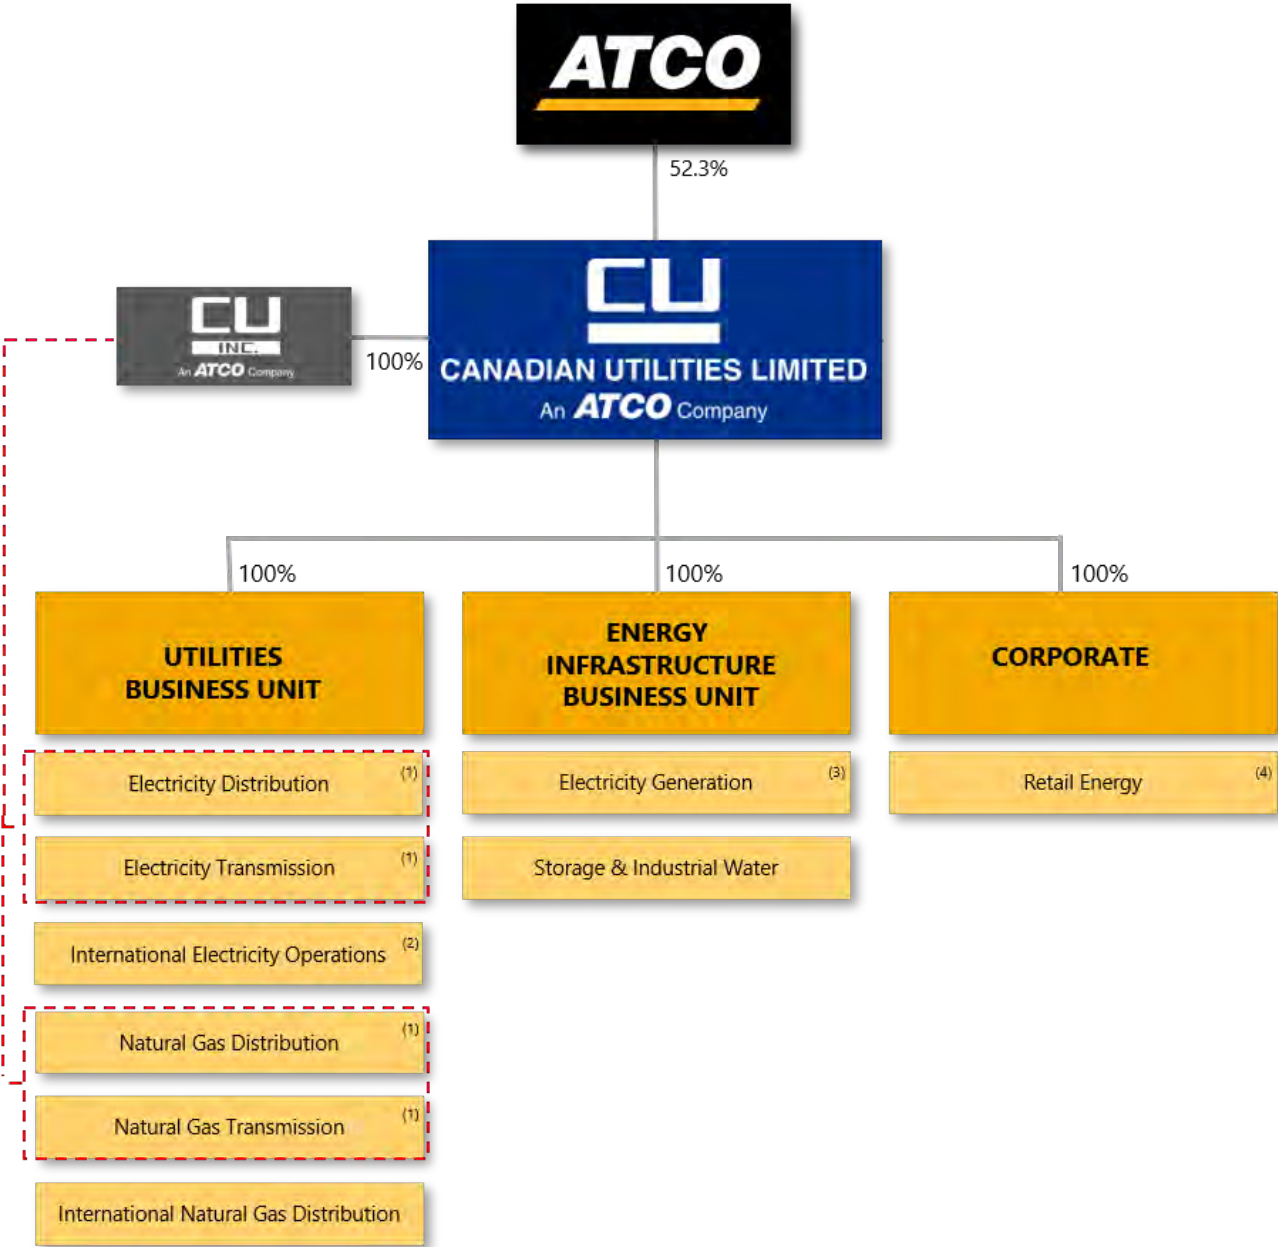 ATCO
52.3%
CU
INC.
An ATCO Company
100%
CU
CANADIAN UTILITIES LIMITED
An ATCO Company
100%
100%
100%
UTILITIES
BUSINESS UNIT
ENERGY
INFRASTRUCTURE
BUSINESS UNIT
CORPORATE
Electricity Distribution (1)
Electricity Generation (3)
Retail Energy (4)
Electricity Transmission (1)
Storage & Industrial Water
International Electricity Operations (2)
Natural Gas Distribution (1)
Natural Gas Transmission (1)
International Natural Gas Distribution